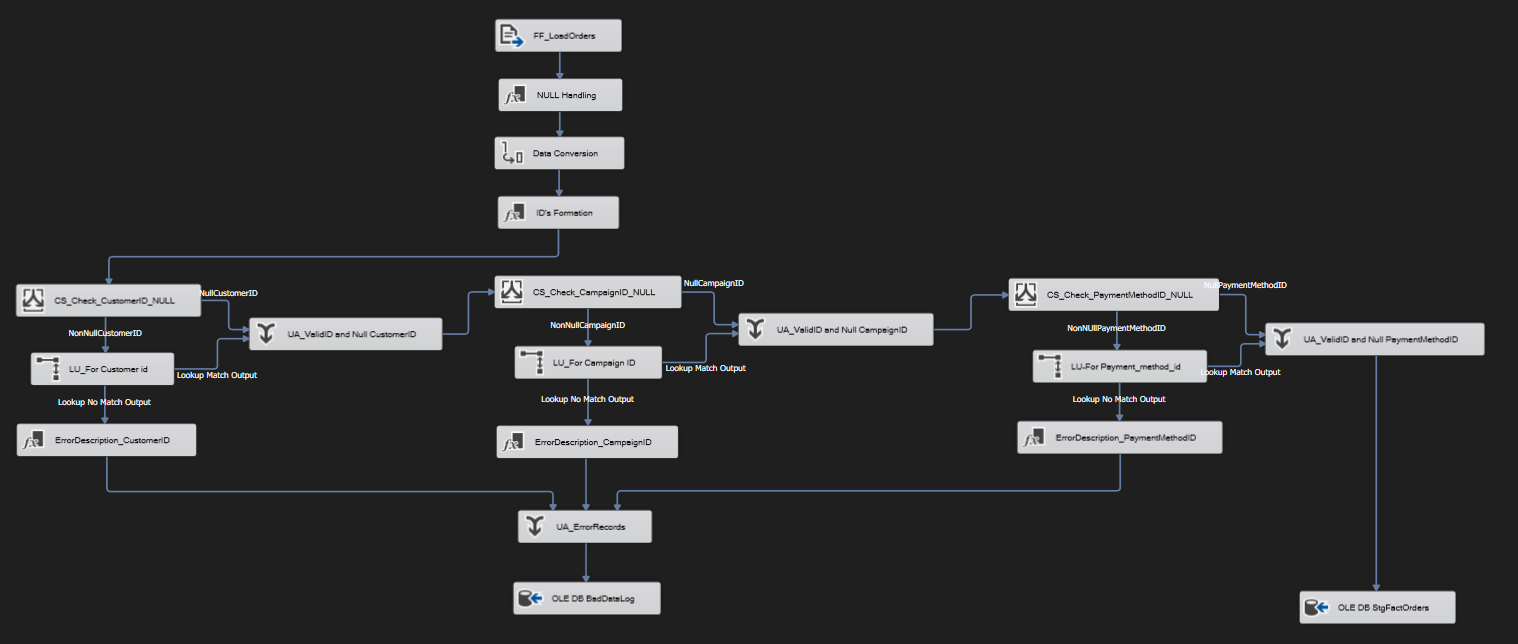 FF_LoadOrders
NULL Handling
Data Conversion
ID's Formation
CS_Check_CustomerID_NULL
NullCustomerID
NonNullCustomerID
UA_ValidID and Null CustomerID
LU_For Customer id
Lookup Match Output
Lookup No Match Output
ErrorDescription_CustomerID
CS_Check_CampaignID_NULL
NullCampaignID
NonNullCampaignID
UA_ValidID and Null CampaignID
LU_For Campaign ID
Lookup Match Output
Lookup No Match Output
ErrorDescription_CampaignID
CS_Check_PaymentMethodID_NULL
NullPaymentMethodID
NonNullPaymentMethodID
UA_ValidID and Null PaymentMethodID
LU-For Payment_method_id
Lookup Match Output
Lookup No Match Output
ErrorDescription_PaymentMethodID
UA_ErrorRecords
OLE DB BadDataLog
OLE DB StgFactOrders